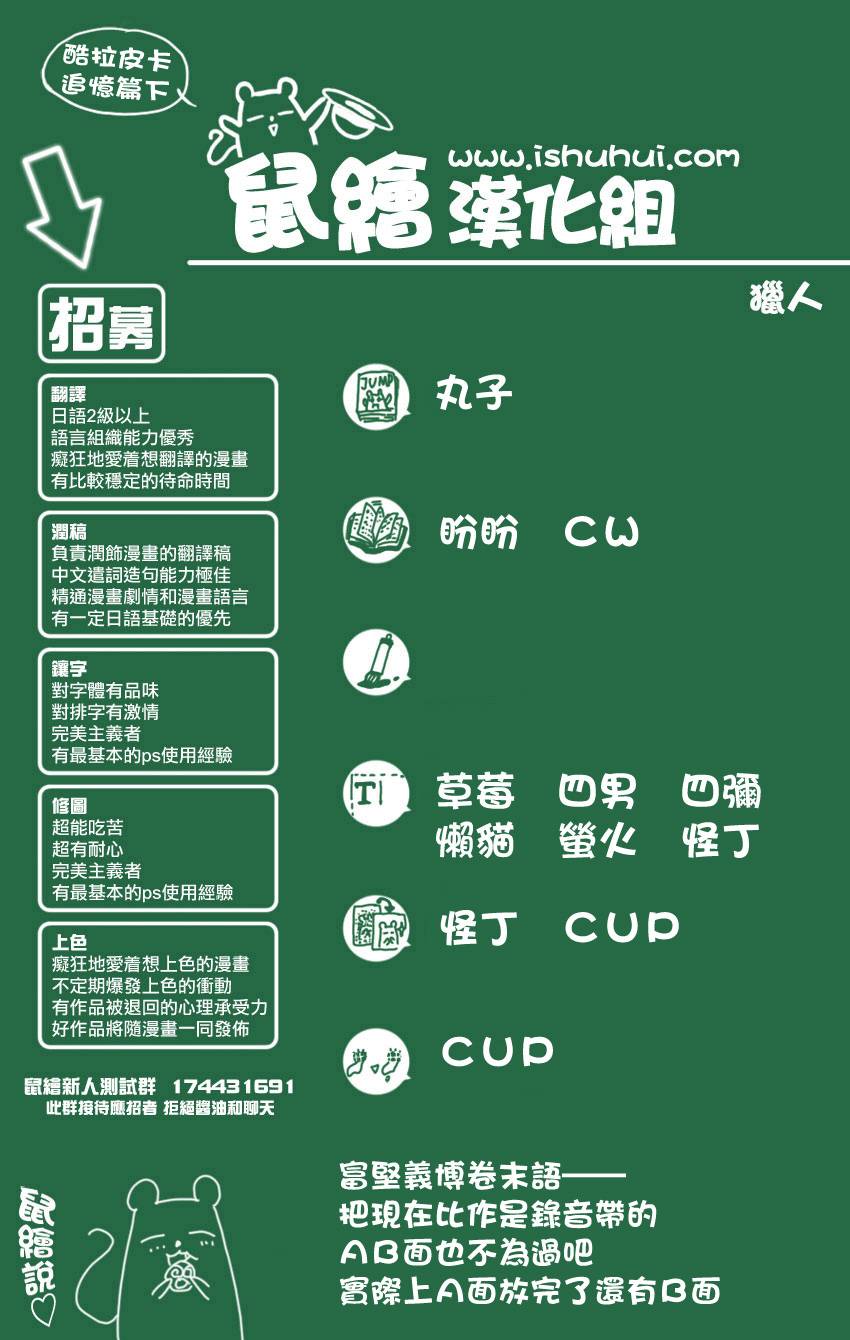 酷拉皮卡
追憶篇下
www.ishuhui.com
鼠繪漢化組
獵人
招募
翻譯
日語2級以上
語言組織能力優秀
癡狂地愛着想翻譯的漫畫
有比較穩定的待命時間
潤稿
負責潤飾漫畫的翻譯稿
中文遣詞造句能力極佳
精通漫畫劇情和漫畫語言
有一定日語基礎的優先
鑲字
對字體有品味
對排字有激情
完美主義者
有最基本的ps使用經驗
修圖
超能吃苦
超有耐心
完美主義者
有最基本的ps使用經驗
上色
癡狂地愛着想上色的漫畫
不定期爆發上色的衝動
有作品被退回的心理承受力
好作品將隨漫畫一同發佈
鼠繪新人測試群 174431691
此群接待應招者 拒絕醬油和聊天
JUMP
丸子
盼盼 CW
T
草莓 四男 四彌
懶貓 螢火 怪丁
怪丁 CUP
CUP
鼠繪說♡
富堅義博卷末語——
把現在比作是錄音帶的
AB面也不為過吧
實際上A面放完了還有B面